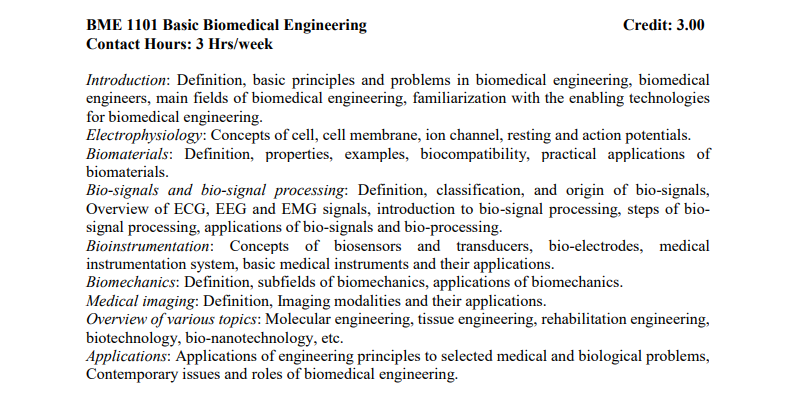 BME 1101 Basic Biomedical Engineering Credit: 3.00
Contact Hours: 3 Hrs/week
Introduction: Definition, basic principles and problems in biomedical engineering, biomedical
engineers, main fields of biomedical engineering, familiarization with the enabling technologies
for biomedical engineering.
Electrophysiology: Concepts of cell, cell membrane, ion channel, resting and action potentials.
Biomaterials: Definition, properties, examples, biocompatibility, practical applications of
biomaterials.
Bio-signals and bio-signal processing: Definition, classification, and origin of bio-signals,
Overview of ECG, EEG and EMG signals, introduction to bio-signal processing, steps of bio-
signal processing, applications of bio-signals and bio-processing.
Bioinstrumentation: Concepts of biosensors and transducers, bio-electrodes, medical
instrumentation system, basic medical instruments and their applications.
Biomechanics: Definition, subfields of biomechanics, applications of biomechanics.
Medical imaging: Definition, Imaging modalities and their applications.
Overview of various topics: Molecular engineering, tissue engineering, rehabilitation engineering,
biotechnology, bio-nanotechnology, etc.
Applications: Applications of engineering principles to selected medical and biological problems,
Contemporary issues and roles of biomedical engineering.